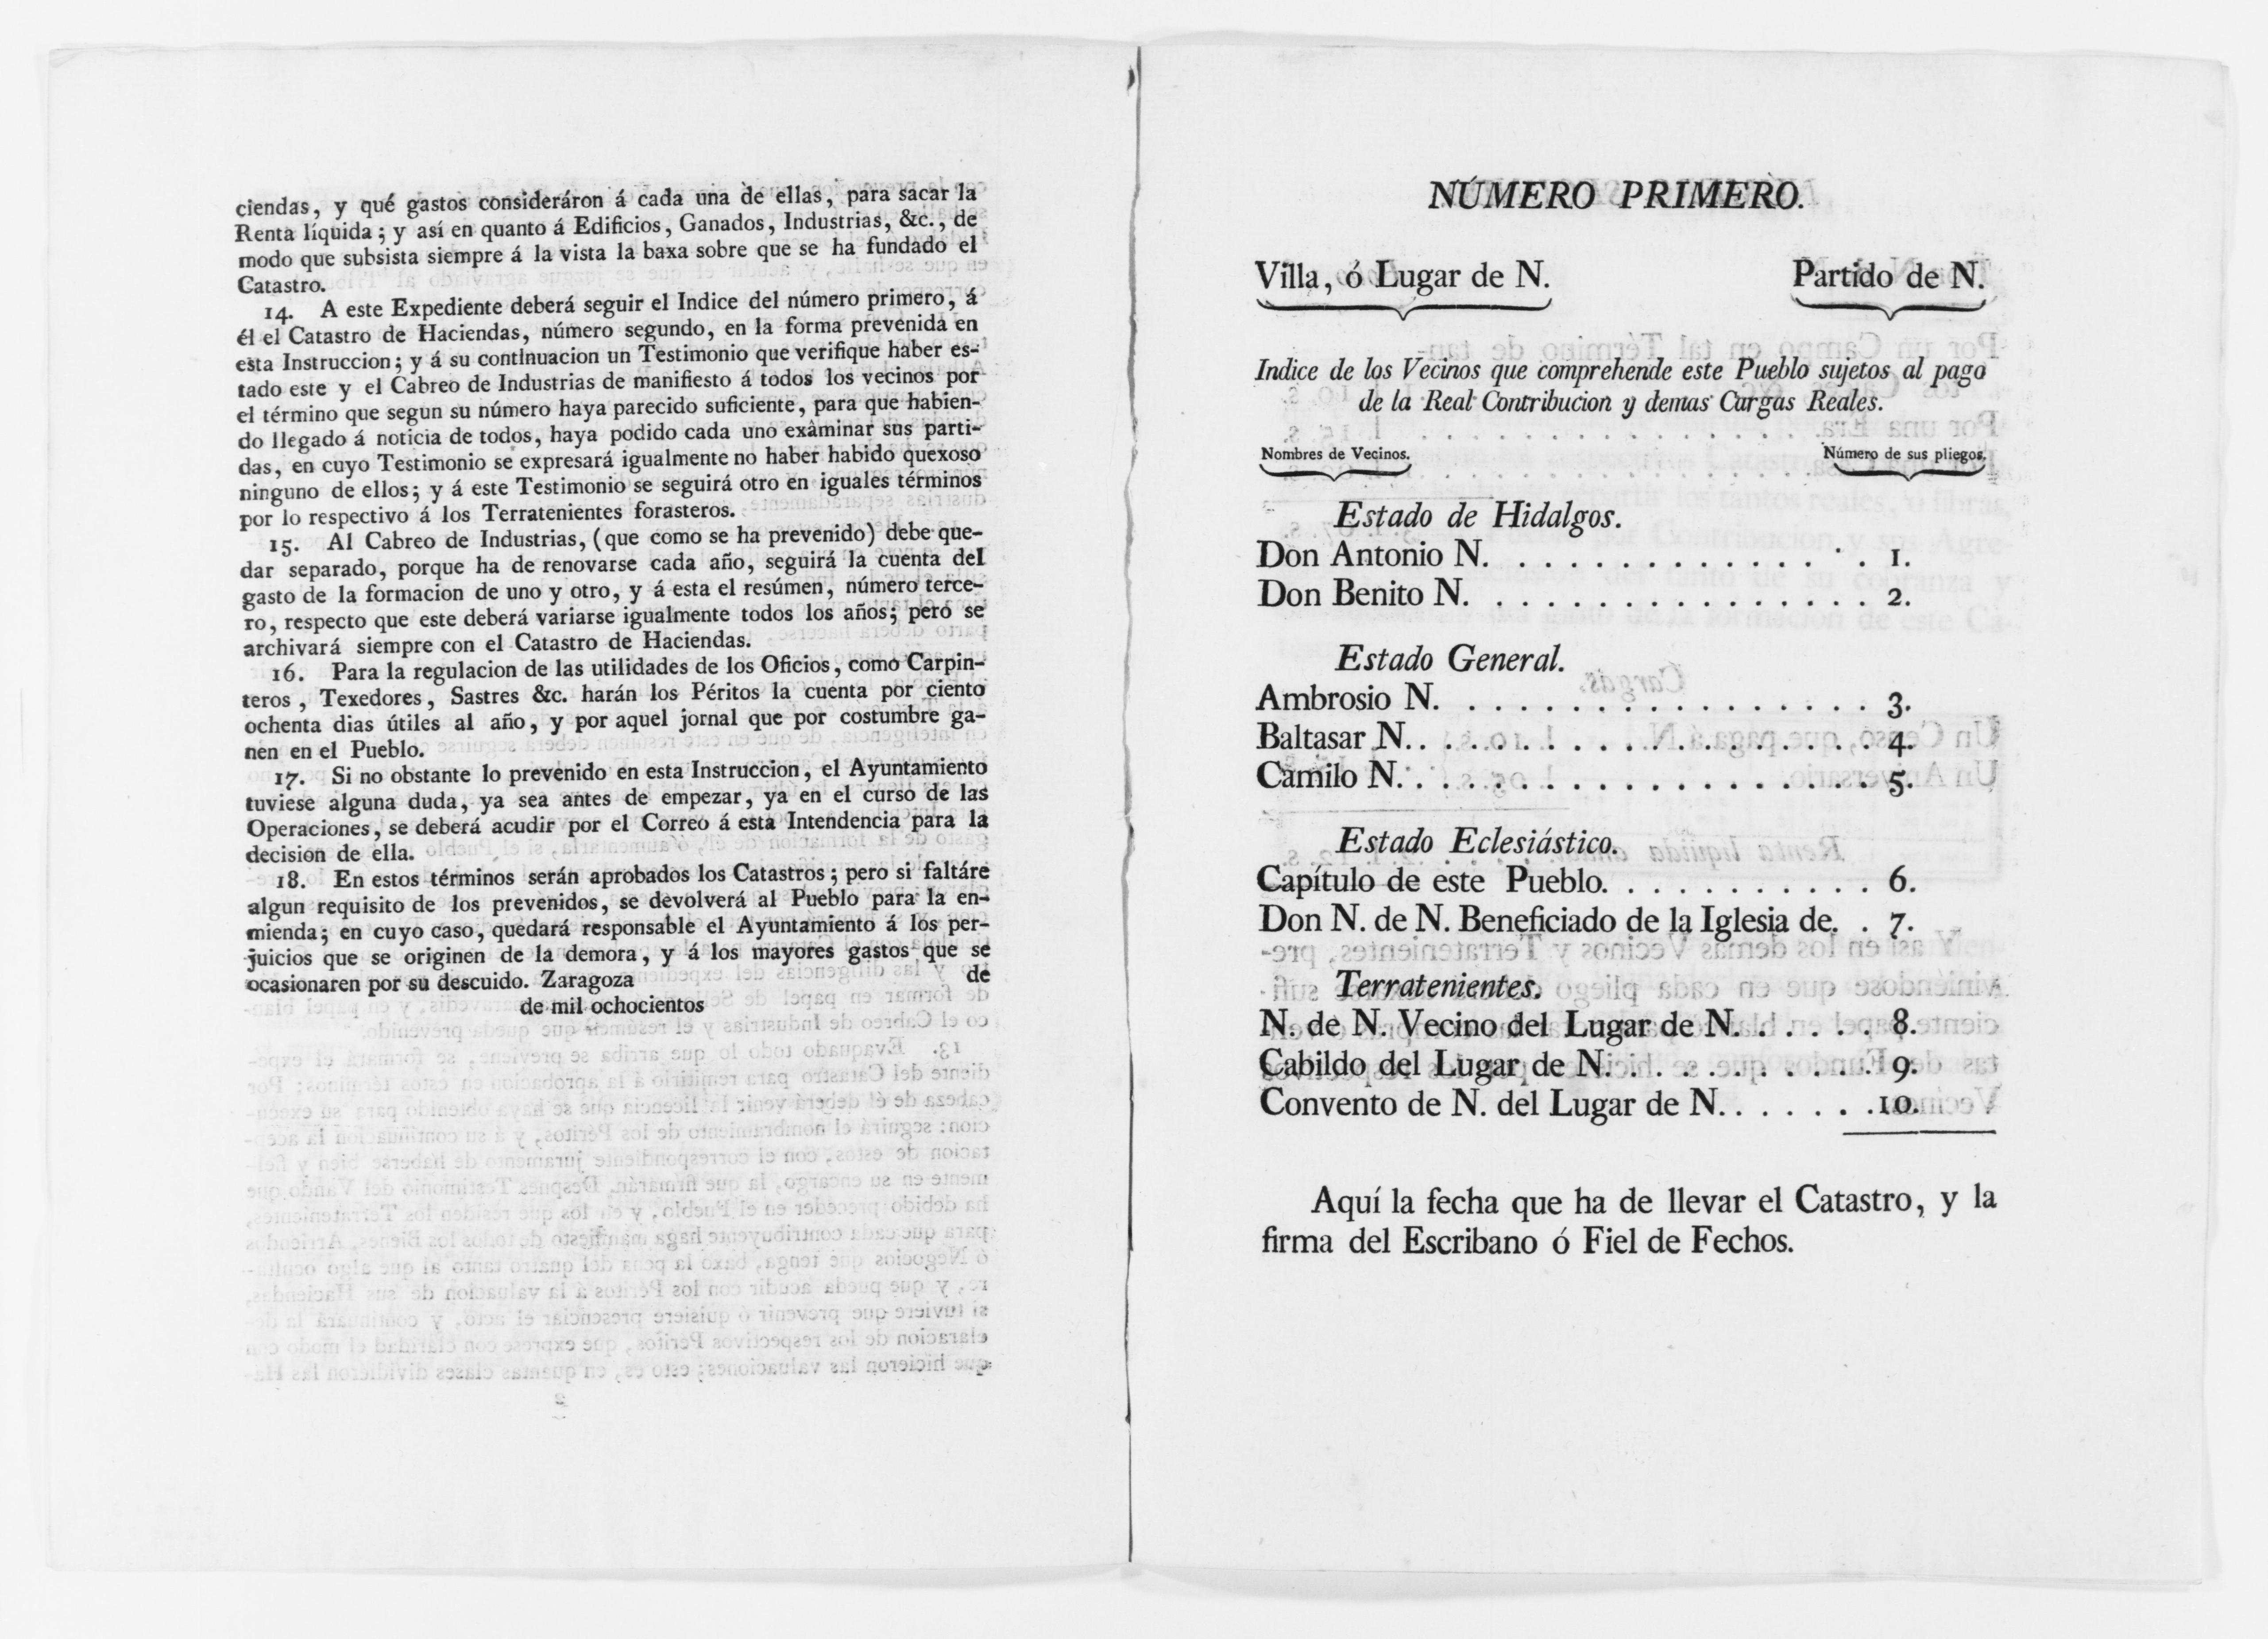 ciendas, y qué gastos consideráron á cada una de ellas, para sacar la
Renta líquida; y así en quanto á Edificios, Ganados, Industrias, &c., de
modo que subsista siempre á la vista la baxa sobre que se ha fundado el
Catastro.
14. A este Expediente deberá seguir el Indice del número primero, á
él el Catastro de Haciendas, número segundo, en la forma prevenida en
esta Instruccion; y á su continuacion un Testimonio que verifique haber es-
tado este y el Cabreo de Industrias de manifiesto á todos los vecinos por
el término que segun su número haya parecido suficiente, para que habien-
do llegado á noticia de todos, haya podido cada uno exâminar sus parti-
das, en cuyo Testimonio se expresará igualmente no haber habido quexoso
ninguno de ellos; y á este Testimonio se seguirá otro en iguales términos
por lo respectivo á los Terratenientes forasteros.
15. Al Cabreo de Industrias, (que como se ha prevenido) debe que-
dar separado, porque ha de renovarse cada año, seguirá la cuenta del
gasto de la formacion de uno y otro, y á esta el resúmen, número terce-
ro, respecto que este deberá variarse igualmente todos los años; pero se
archivará siempre con el Catastro de Haciendas.
16. Para la regulacion de las utilidades de los Oficios, como Carpin-
teros, Texedores, Sastres &c. harán los Péritos la cuenta por ciento
ochenta dias útiles al año, y por aquel jornal que por costumbre ga-
nen en el Pueblo.
17. Si no obstante lo prevenido en esta Instruccion, el Ayuntamiento
tuviese alguna duda, ya sea antes de empezar, ya en el curso de las
Operaciones, se deberá acudir por el Correo á esta Intendencia para la
decision de ella.
18. En estos términos serán aprobados los Catastros; pero si faltáre
algun requisito de los prevenidos, se devolverá al Pueblo para la en-
mienda; en cuyo caso, quedará responsable el Ayuntamiento á los per-
juicios que se originen de la demora, y á los mayores gastos que se
ocasionaren por su descuido. Zaragoza de
de mil ochocientos
NÚMERO PRIMERO.
Villa, ó Lugar de N. Partido de N.
Indice de los Vecinos que comprehende este Pueblo sujetos al pago
de la Real Contribucion y demas Cargas Reales.
Nombres de Vecinos. Número de sus pliegos.
Estado de Hidalgos.
Don Antonio N. . . . . . . . . . . . . . . . 1.
Don Benito N. . . . . . . . . . . . . . . . . 2.
Estado General.
Ambrosio N. . . . . . . . . . . . . . . . . . 3.
Baltasar N. . . . . . . . . . . . . . . . . . . 4.
Camilo N. . . . . . . . . . . . . . . . . . . . 5.
Estado Eclesiástico.
Capítulo de este Pueblo. . . . . . . . . . . 6.
Don N. de N. Beneficiado de la Iglesia de. . 7.
Terratenientes.
N. de N. Vecino del Lugar de N. . . . . . 8.
Cabildo del Lugar de N. . . . . . . . . . . 9.
Convento de N. del Lugar de N. . . . . . . 10.
Aquí la fecha que ha de llevar el Catastro, y la
firma del Escribano ó Fiel de Fechos.